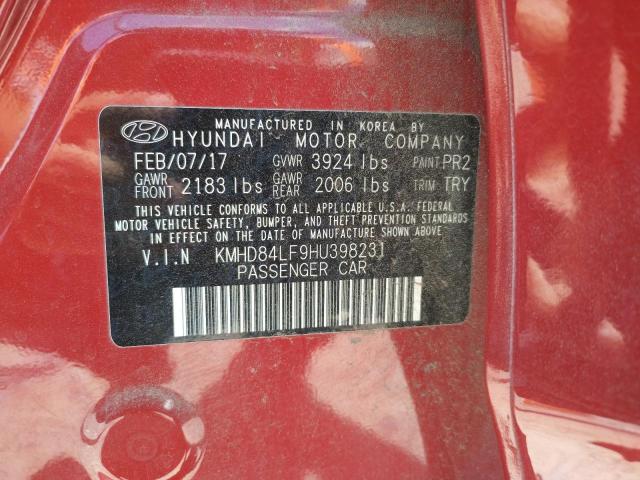 MANUFACTURED IN KOREA BY
HYUNDAI MOTOR COMPANY
FEB/07/17 GVWR 3924 lbs PAINT PR2
GAWR FRONT 2183 lbs GAWR REAR 2006 lbs TRIM TRY
THIS VEHICLE CONFORMS TO ALL APPLICABLE U.S.A. FEDERAL
MOTOR VEHICLE SAFETY, BUMPER, AND THEFT PREVENTION STANDARDS
IN EFFECT ON THE DATE OF MANUFACTURE SHOWN ABOVE
V.I.N KMHD84LF9HU398231
PASSENGER CAR